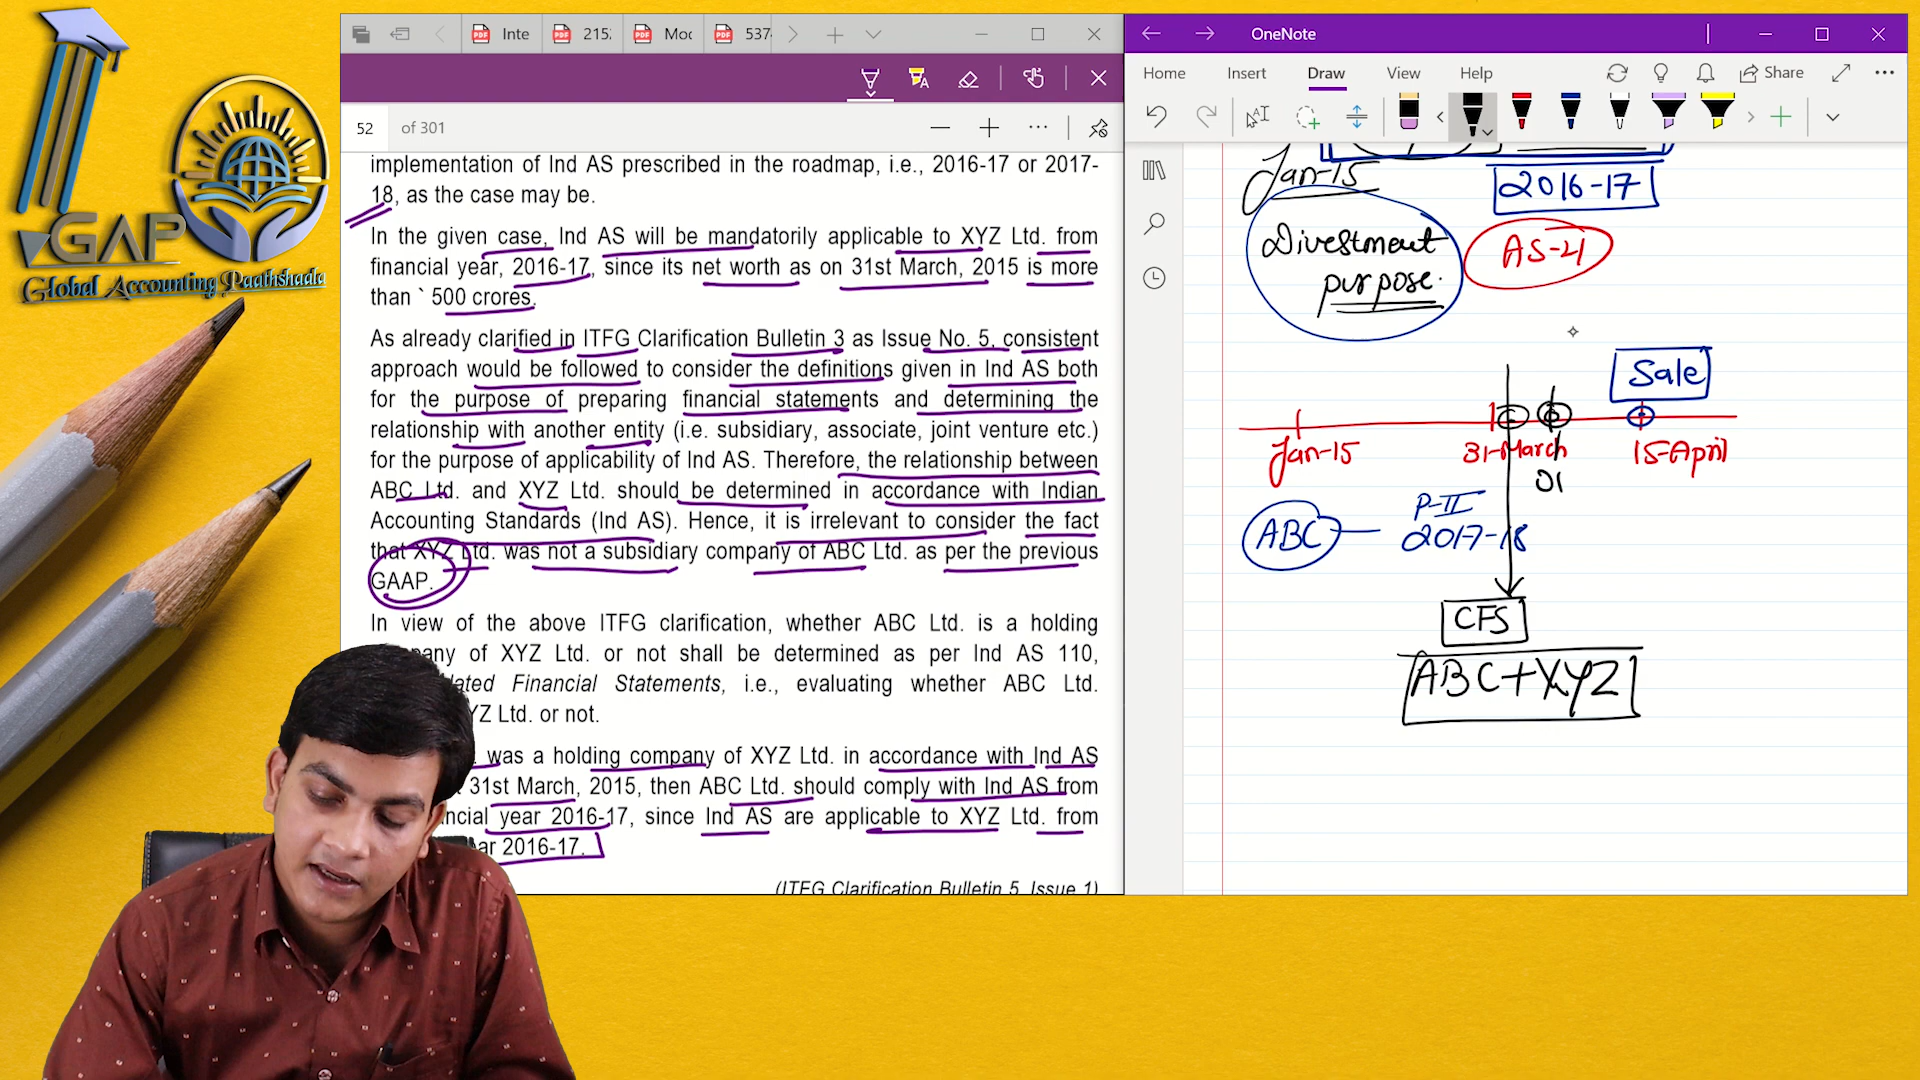 GAP
Global Accounting Paathshada
Inte
215
Moc
537
52 of 301
implementation of Ind AS prescribed in the roadmap, i.e., 2016-17 or 2017-
18, as the case may be.
In the given case, Ind AS will be mandatorily applicable to XYZ Ltd. from
financial year, 2016-17, since its net worth as on 31st March, 2015 is more
than ` 500 crores.
As already clarified in ITFG Clarification Bulletin 3 as Issue No. 5, consistent
approach would be followed to consider the definitions given in Ind AS both
for the purpose of preparing financial statements and determining the
relationship with another entity (i.e. subsidiary, associate, joint venture etc.)
for the purpose of applicability of Ind AS. Therefore, the relationship between
ABC Ltd. and XYZ Ltd. should be determined in accordance with Indian
Accounting Standards (Ind AS). Hence, it is irrelevant to consider the fact
that XYZ Ltd. was not a subsidiary company of ABC Ltd. as per the previous
GAAP.
In view of the above ITFG clarification, whether ABC Ltd. is a holding
company of XYZ Ltd. or not shall be determined as per Ind AS 110,
Financial Statements, i.e., evaluating whether ABC Ltd.
YZ Ltd. or not.
was a holding company of XYZ Ltd. in accordance with Ind AS
31st March, 2015, then ABC Ltd. should comply with Ind AS from
year 2016-17, since Ind AS are applicable to XYZ Ltd. from
2016-17.
(ITFG Clarification Bulletin 5, Issue 1)
OneNote
Home Insert Draw View Help Share
Jan-15
2016-17
Divestment
purpose.
AS-21
Sale
Jan-15 31-March 15-April
01
ABC
P-II
2017-18
CFS
ABC+XYZ